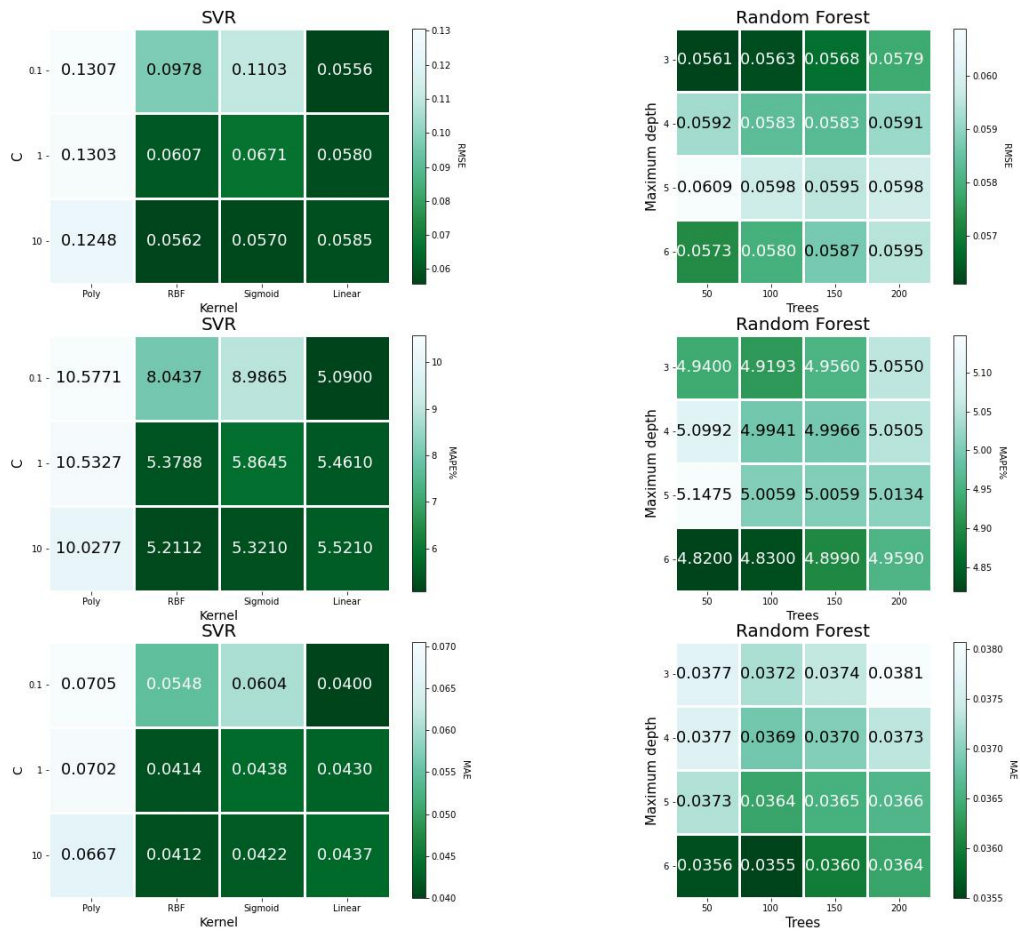 SVR
0.1307 0.0978 0.1103 0.0556
0.1303 0.0607 0.0671 0.0580
0.1248 0.0562 0.0570 0.0585
0.1
1
10
C
Poly RBF Sigmoid Linear
Kernel
0.13
0.12
0.11
0.10
0.09
0.08
0.07
0.06
RMSE
Random Forest
0.0561 0.0563 0.0568 0.0579
0.0592 0.0583 0.0583 0.0591
0.0609 0.0598 0.0595 0.0598
0.0573 0.0580 0.0587 0.0595
3
4
5
6
Maximum depth
50 100 150 200
Trees
0.060
0.059
0.058
0.057
RMSE
SVR
10.5771 8.0437 8.9865 5.0900
10.5327 5.3788 5.8645 5.4610
10.0277 5.2112 5.3210 5.5210
0.1
1
10
C
Poly RBF Sigmoid Linear
Kernel
10
9
8
7
6
MAPE%
Random Forest
4.9400 4.9193 4.9560 5.0550
5.0992 4.9941 4.9966 5.0505
5.1475 5.0059 5.0059 5.0134
4.8200 4.8300 4.8990 4.9590
3
4
5
6
Maximum depth
50 100 150 200
Trees
5.10
5.05
5.00
4.95
4.90
4.85
MAPE%
SVR
0.0705 0.0548 0.0604 0.0400
0.0702 0.0414 0.0438 0.0430
0.0667 0.0412 0.0422 0.0437
0.1
1
10
C
Poly RBF Sigmoid Linear
Kernel
0.070
0.065
0.060
0.055
0.050
0.045
0.040
MAE
Random Forest
0.0377 0.0372 0.0374 0.0381
0.0377 0.0369 0.0370 0.0373
0.0373 0.0364 0.0365 0.0366
0.0356 0.0355 0.0360 0.0364
3
4
5
6
Maximum depth
50 100 150 200
Trees
0.0380
0.0375
0.0370
0.0365
0.0360
0.0355
MAE